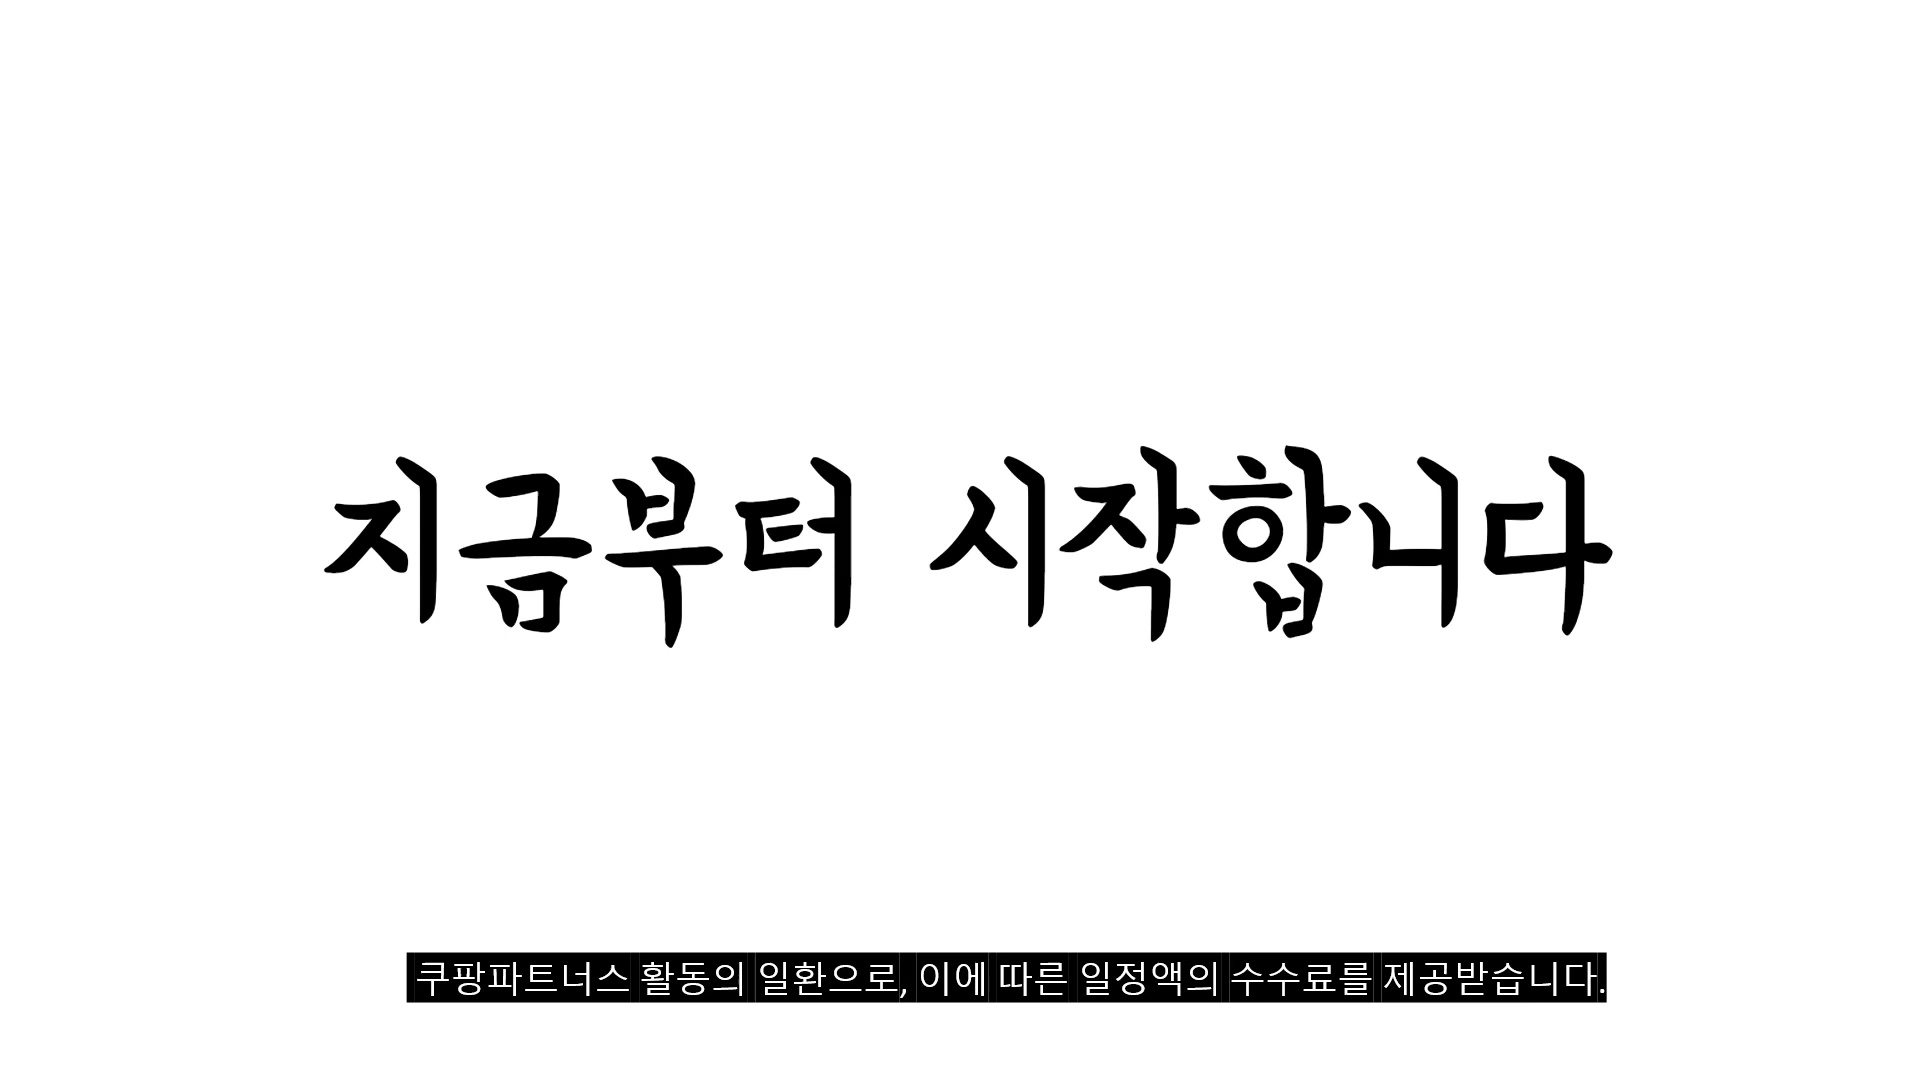 지금부터 시작합니다
쿠팡파트너스 활동의 일환으로, 이에 따른 일정액의 수수료를 제공받습니다.